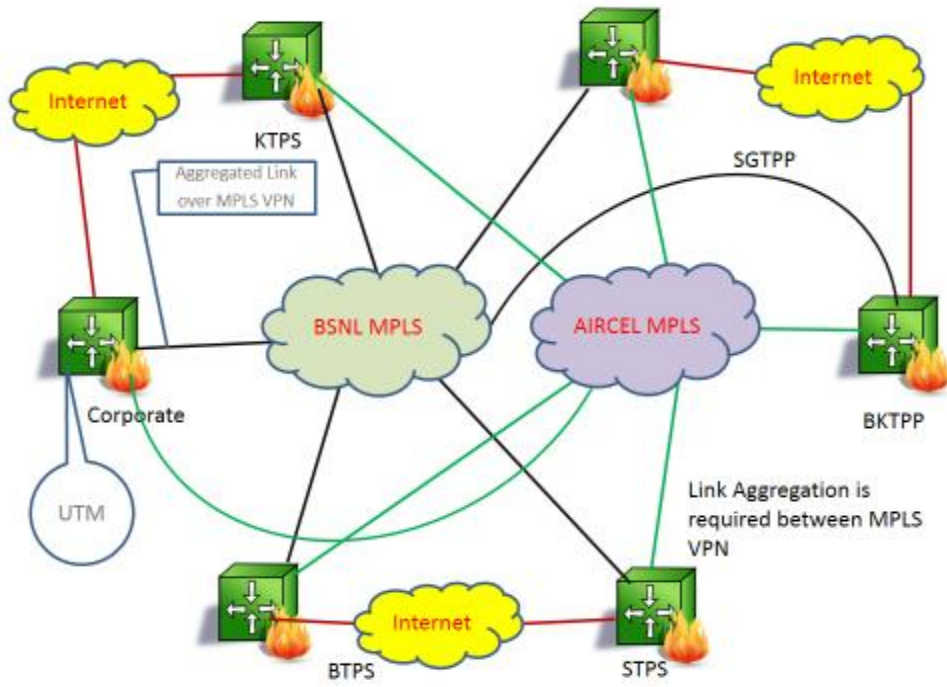 Internet
Internet
KTPS
SGTPP
Aggregated Link
over MPLS VPN
BSNL MPLS
AIRCEL MPLS
Corporate
BKTPP
UTM
Link Aggregation is
required between MPLS
VPN
Internet
BTPS
STPS